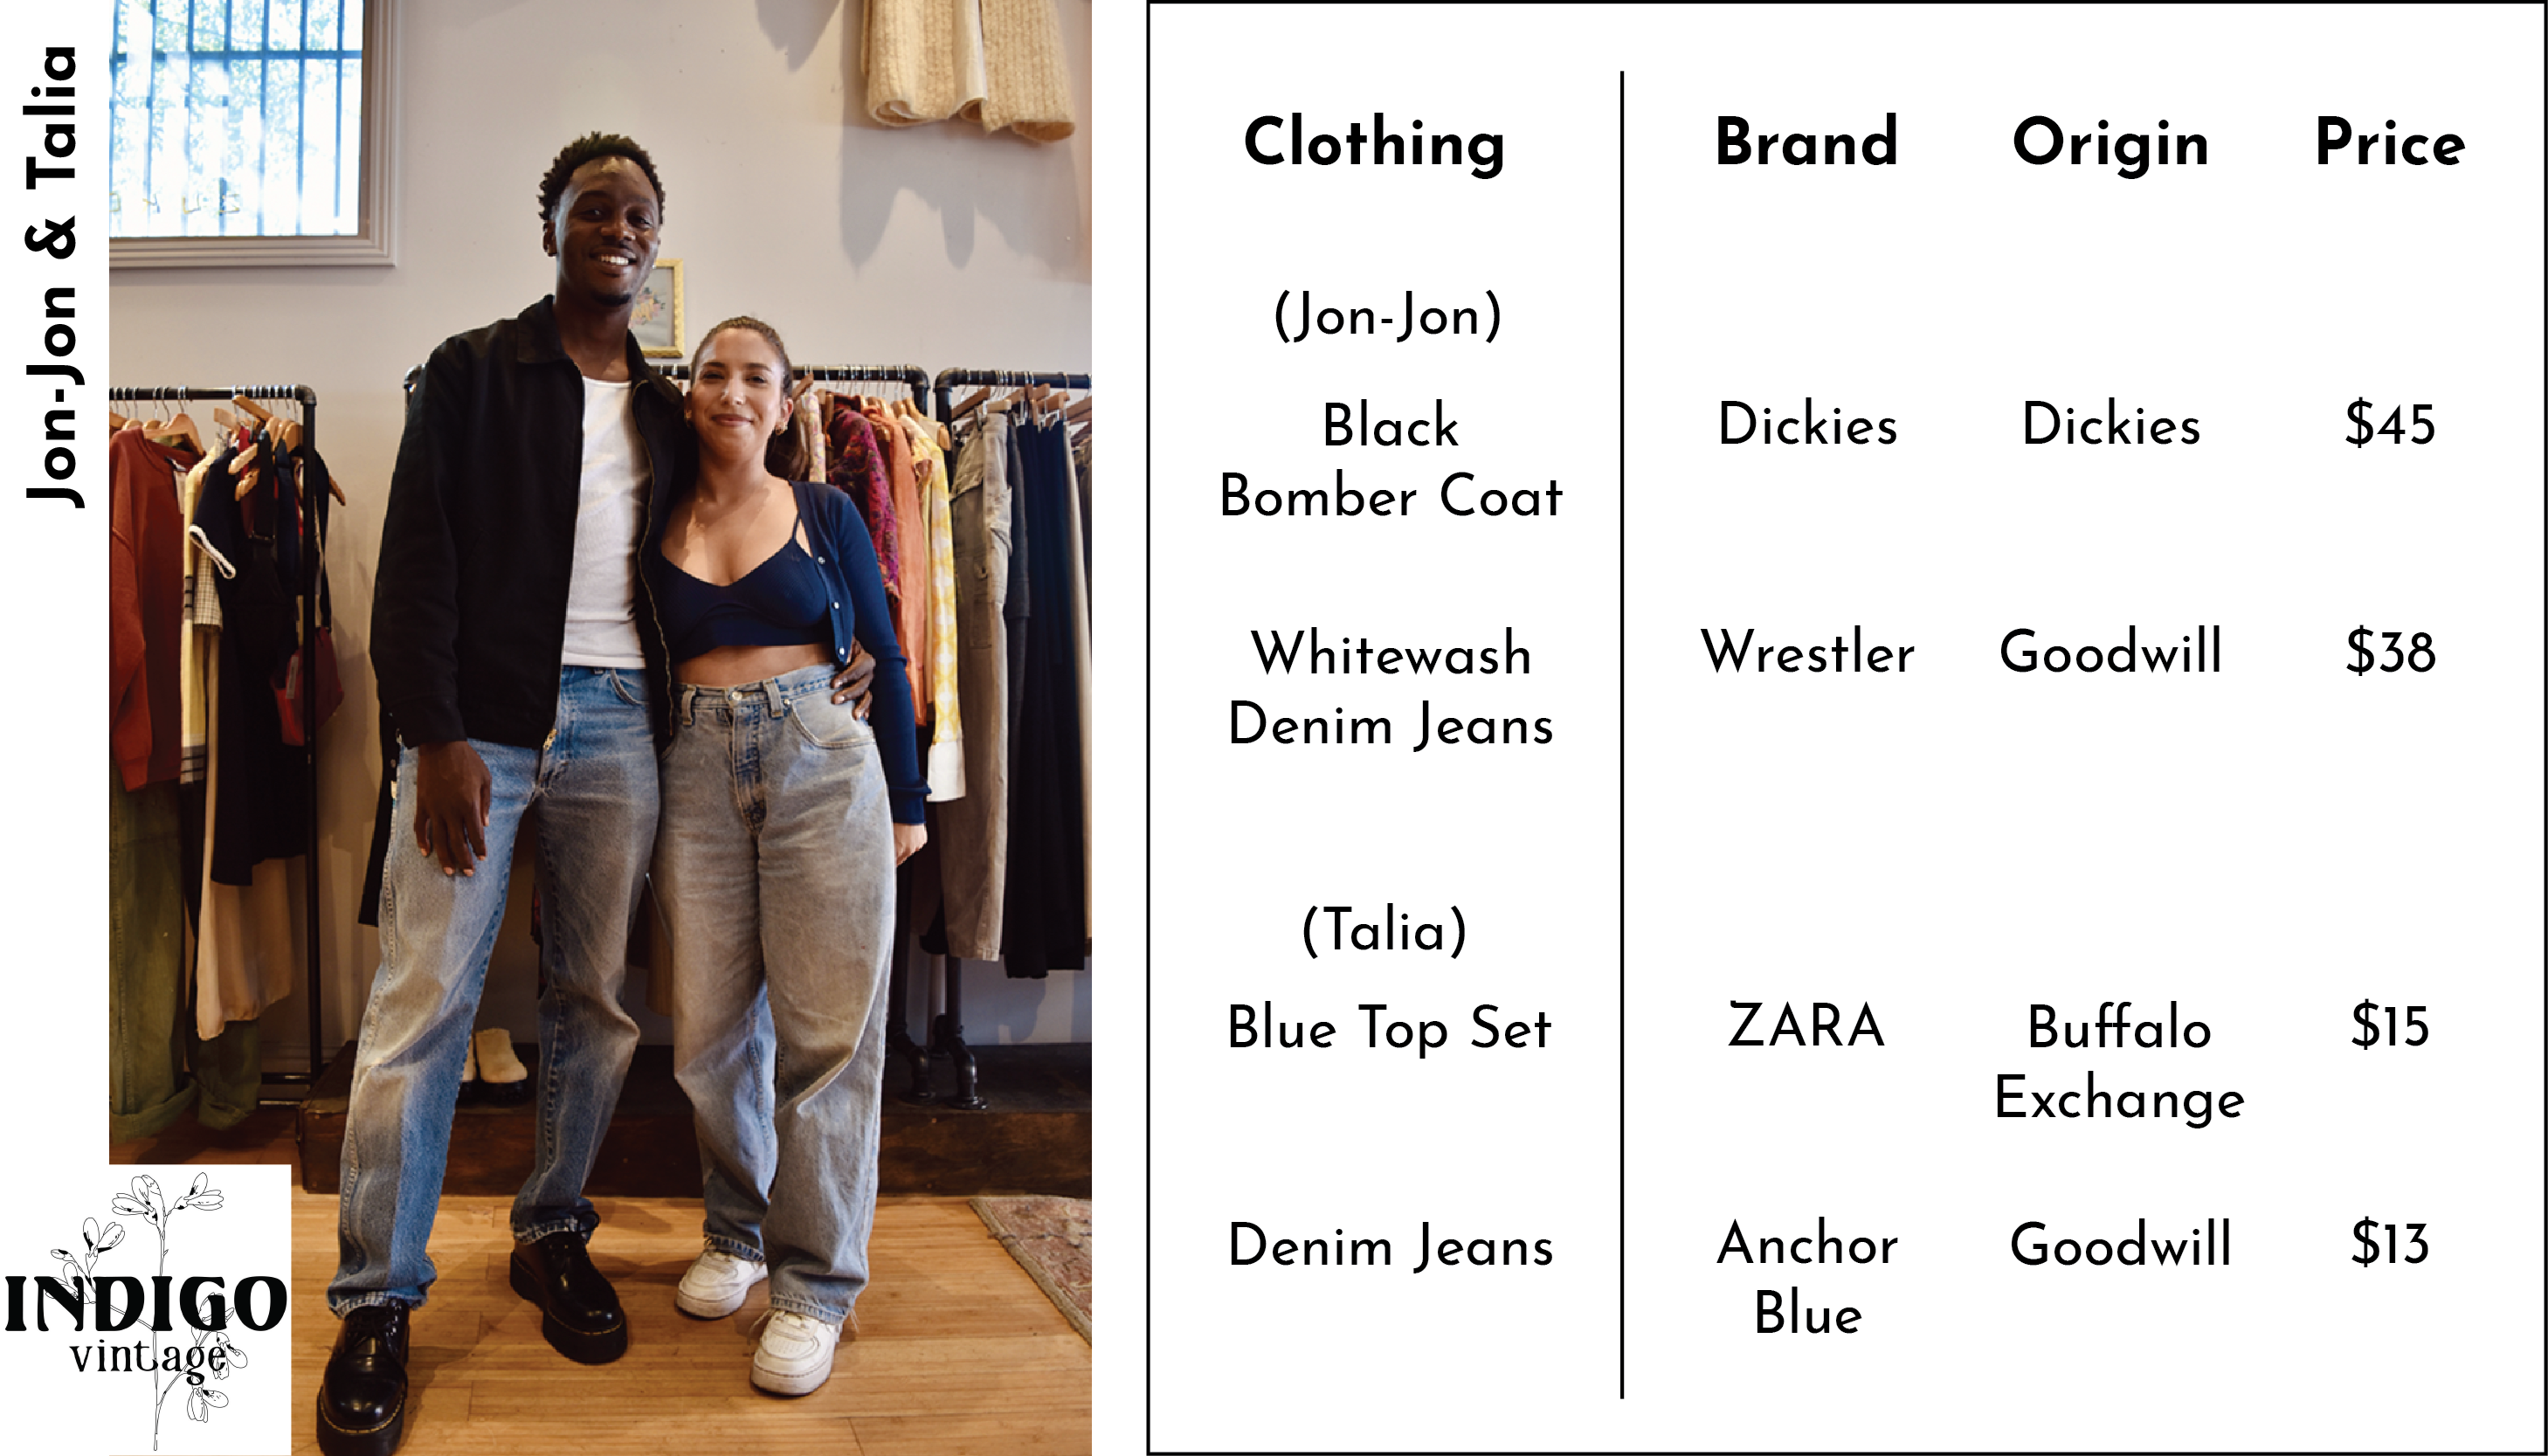 Jon-Jon & Talia
INDIGO
vintage
Clothing Brand Origin Price
(Jon-Jon)
Black Dickies Dickies $45
Bomber Coat
Whitewash Wrestler Goodwill $38
Denim Jeans
(Talia)
Blue Top Set ZARA Buffalo $15
Exchange
Denim Jeans Anchor Goodwill $13
Blue